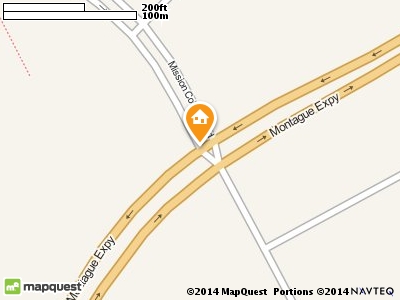 200ft
100m
Mission Co
Montague Expy
Montague Expy
mapquest
©2014 MapQuest Portions ©2014 NAVTEQ